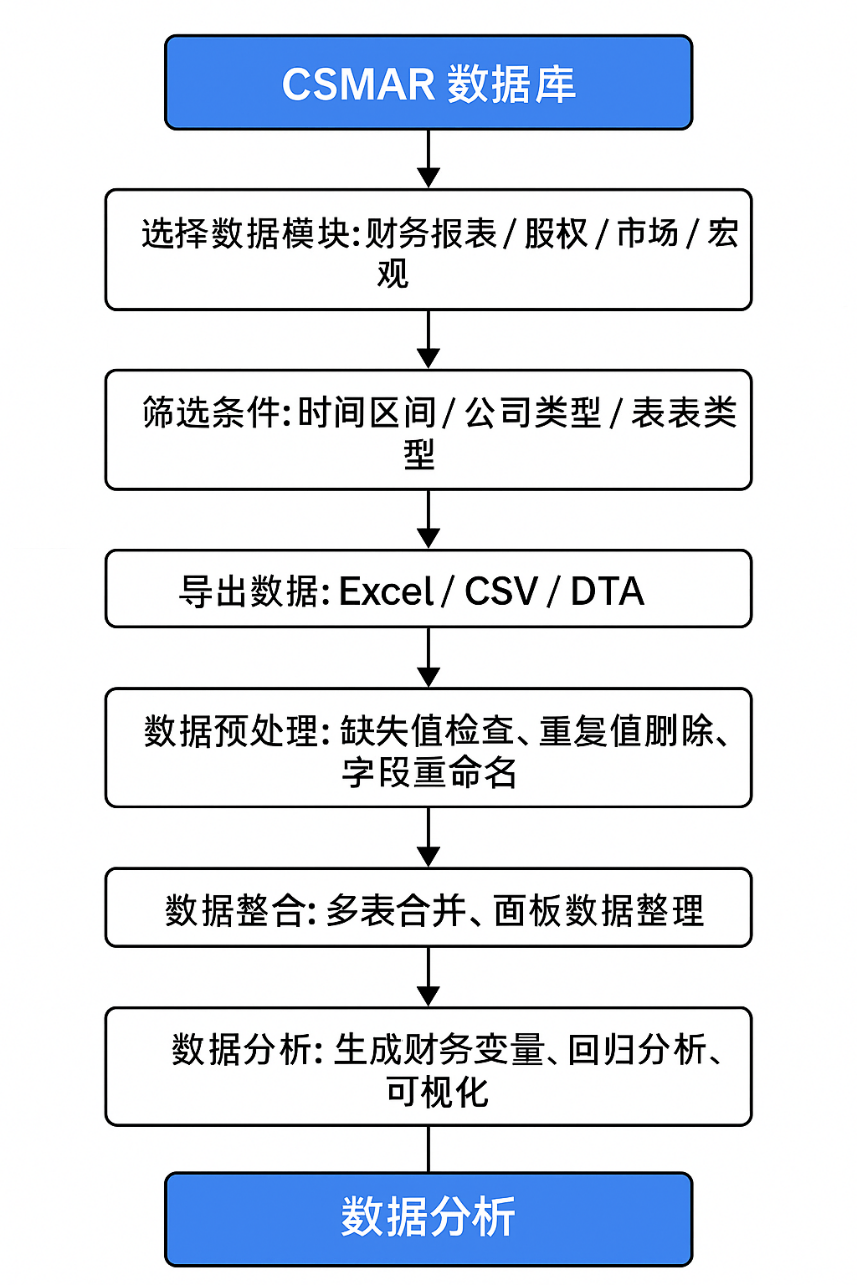 CSMAR 数据库
选择数据模块:财务报表 / 股权 / 市场 / 宏
观
筛选条件:时间区间 / 公司类型 / 表表类
型
导出数据: Excel / CSV / DTA
数据预处理: 缺失值检查、重复值删除、
字段重命名
数据整合: 多表合并、面板数据整理
数据分析: 生成财务变量、回归分析、
可视化
数据分析